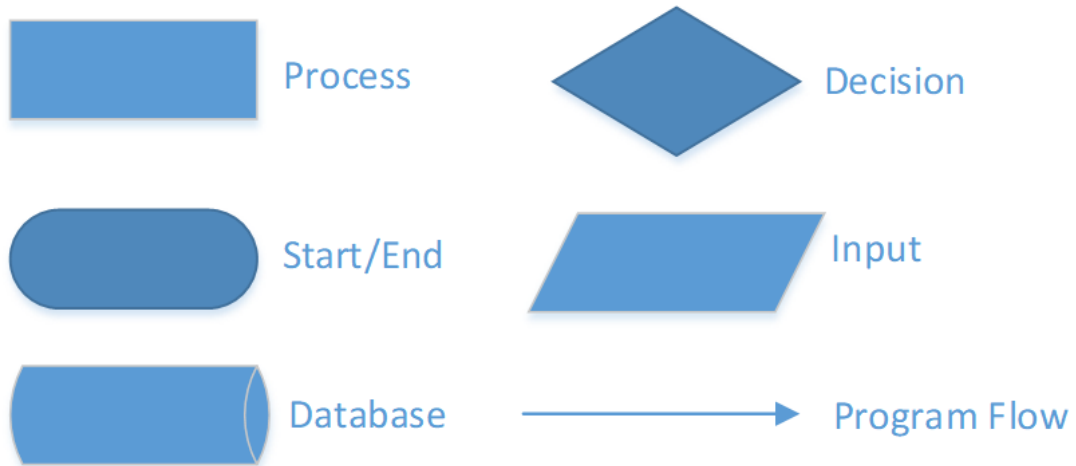 Process
Decision
Start/End
Input
Database
Program Flow